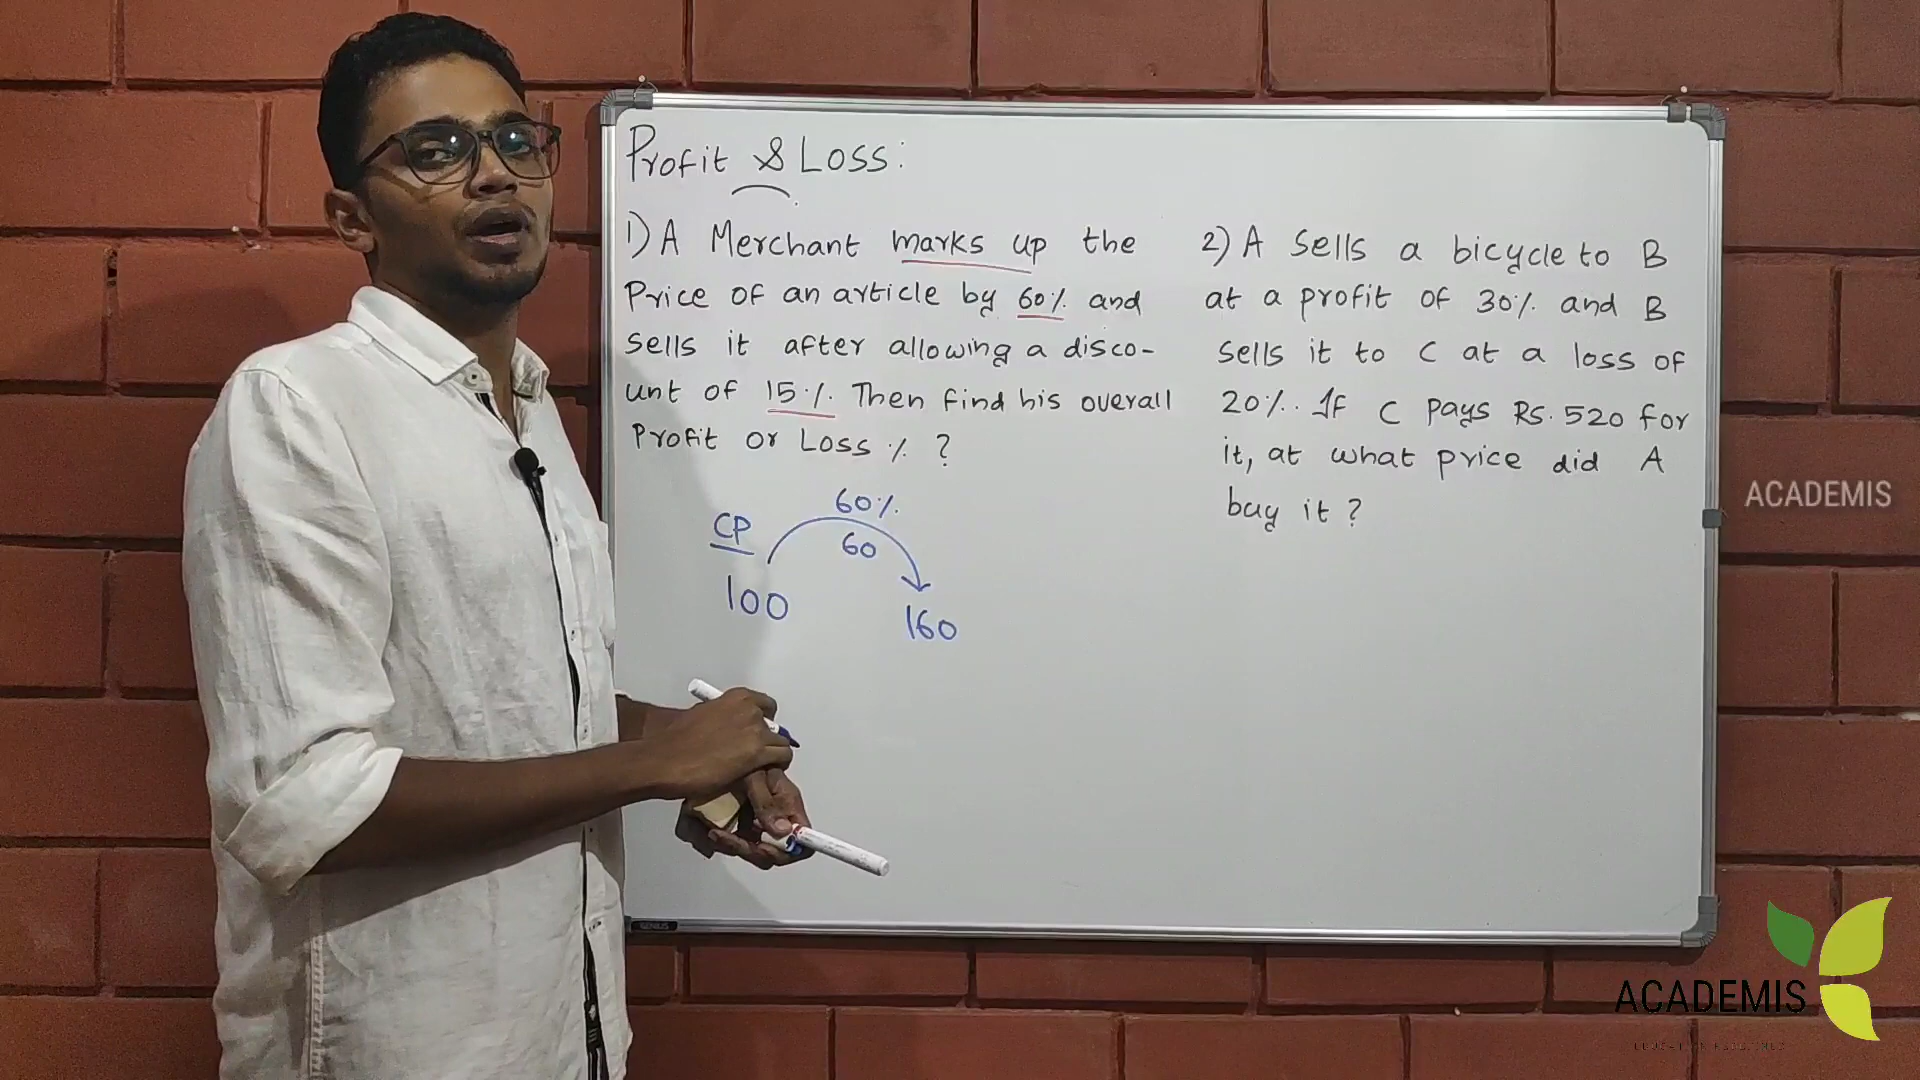 Profit & Loss:
1) A Merchant marks up the
Price of an article by 60% and
sells it after allowing a disco-
unt of 15%. Then find his overall
Profit or Loss % ?
60%
CP
60
100
160
2) A sells a bicycle to B
at a profit of 30% and B
sells it to C at a loss of
20%. If C pays Rs. 520 for
it, at what price did A
buy it ?
GENIUS
ACADEMIS
ACADEMIS